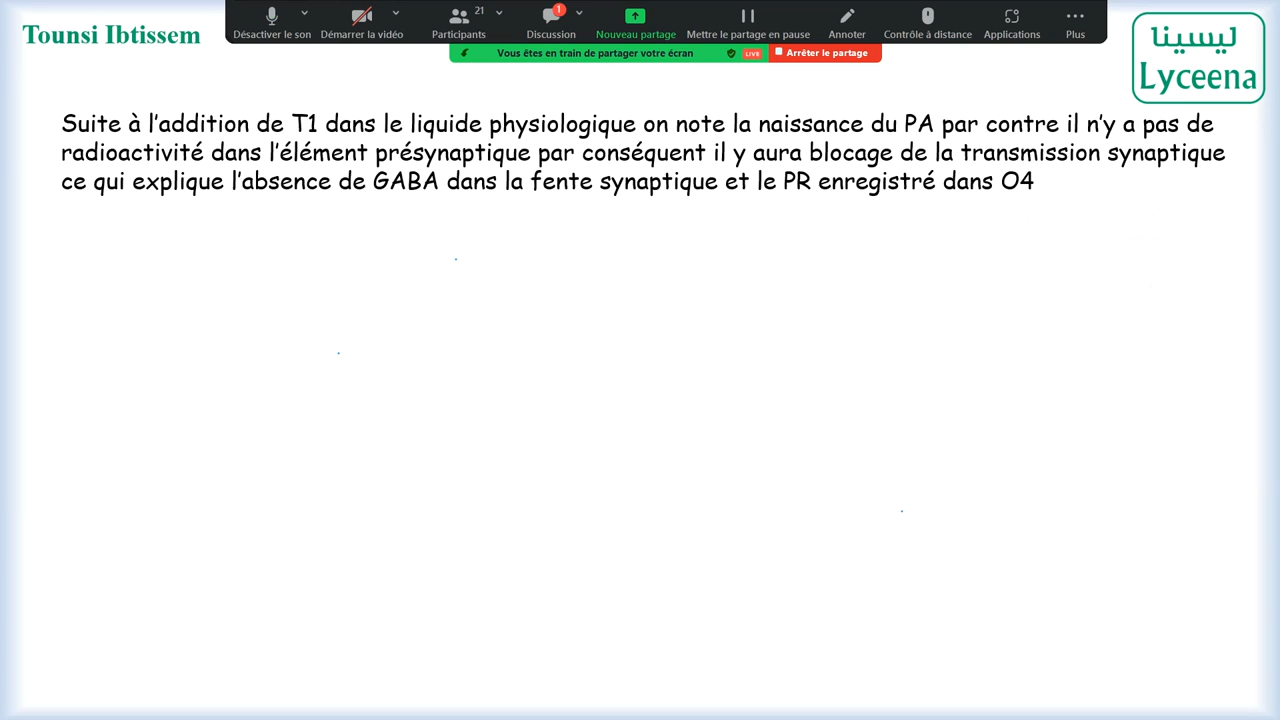 Tounsi Ibtissem
Désactiver le son
Démarrer la vidéo
21
Participants
1
Discussion
Nouveau partage
Mettre le partage en pause
Annoter
Contrôle à distance
Applications
Plus
Vous êtes en train de partager votre écran
LIVE
Arrêter le partage
ليسينا
Lyceena
Suite à l'addition de T1 dans le liquide physiologique on note la naissance du PA par contre il n'y a pas de
radioactivité dans l'élément présynaptique par conséquent il y aura blocage de la transmission synaptique
ce qui explique l'absence de GABA dans la fente synaptique et le PR enregistré dans O4